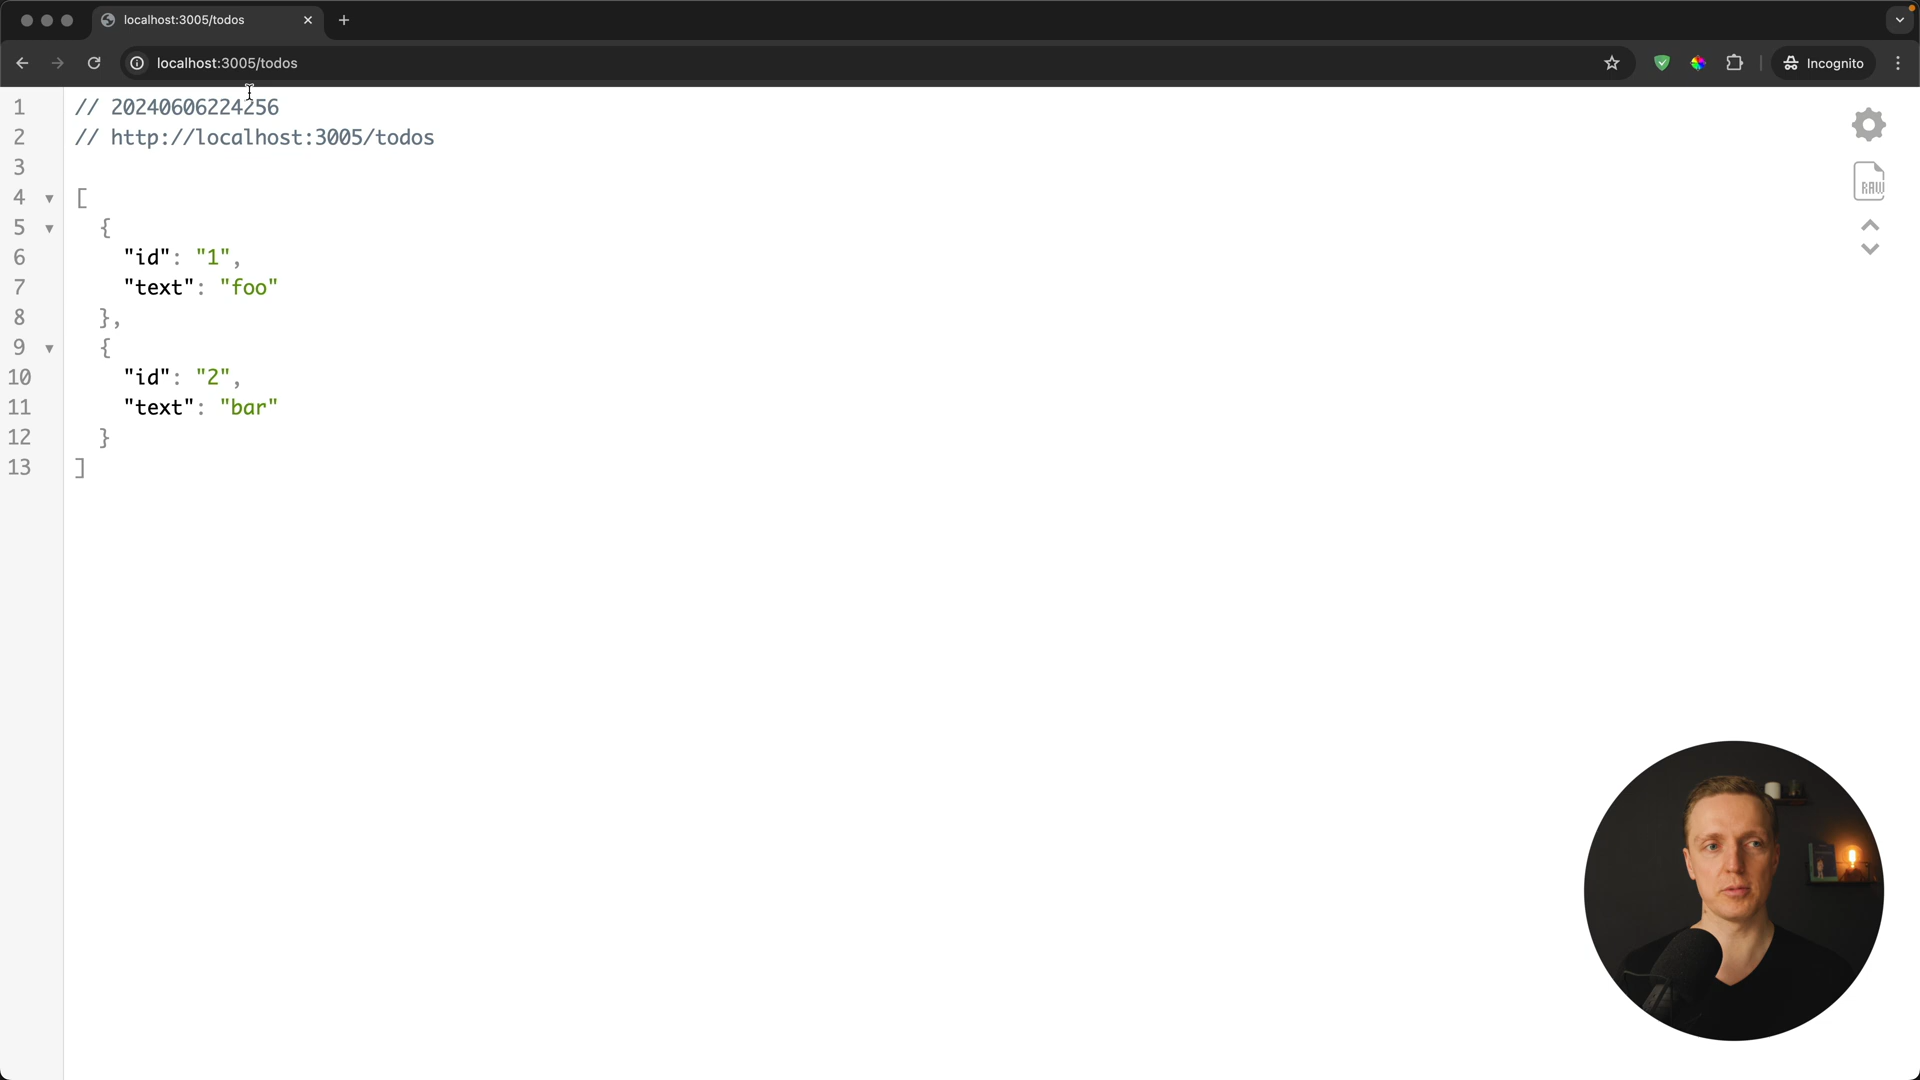 localhost:3005/todos
localhost:3005/todos
Incognito
1 // 20240606224256
2 // http://localhost:3005/todos
3
4 [
5 {
6 "id": "1",
7 "text": "foo"
8 },
9 {
10 "id": "2",
11 "text": "bar"
12 }
13 ]
RAW